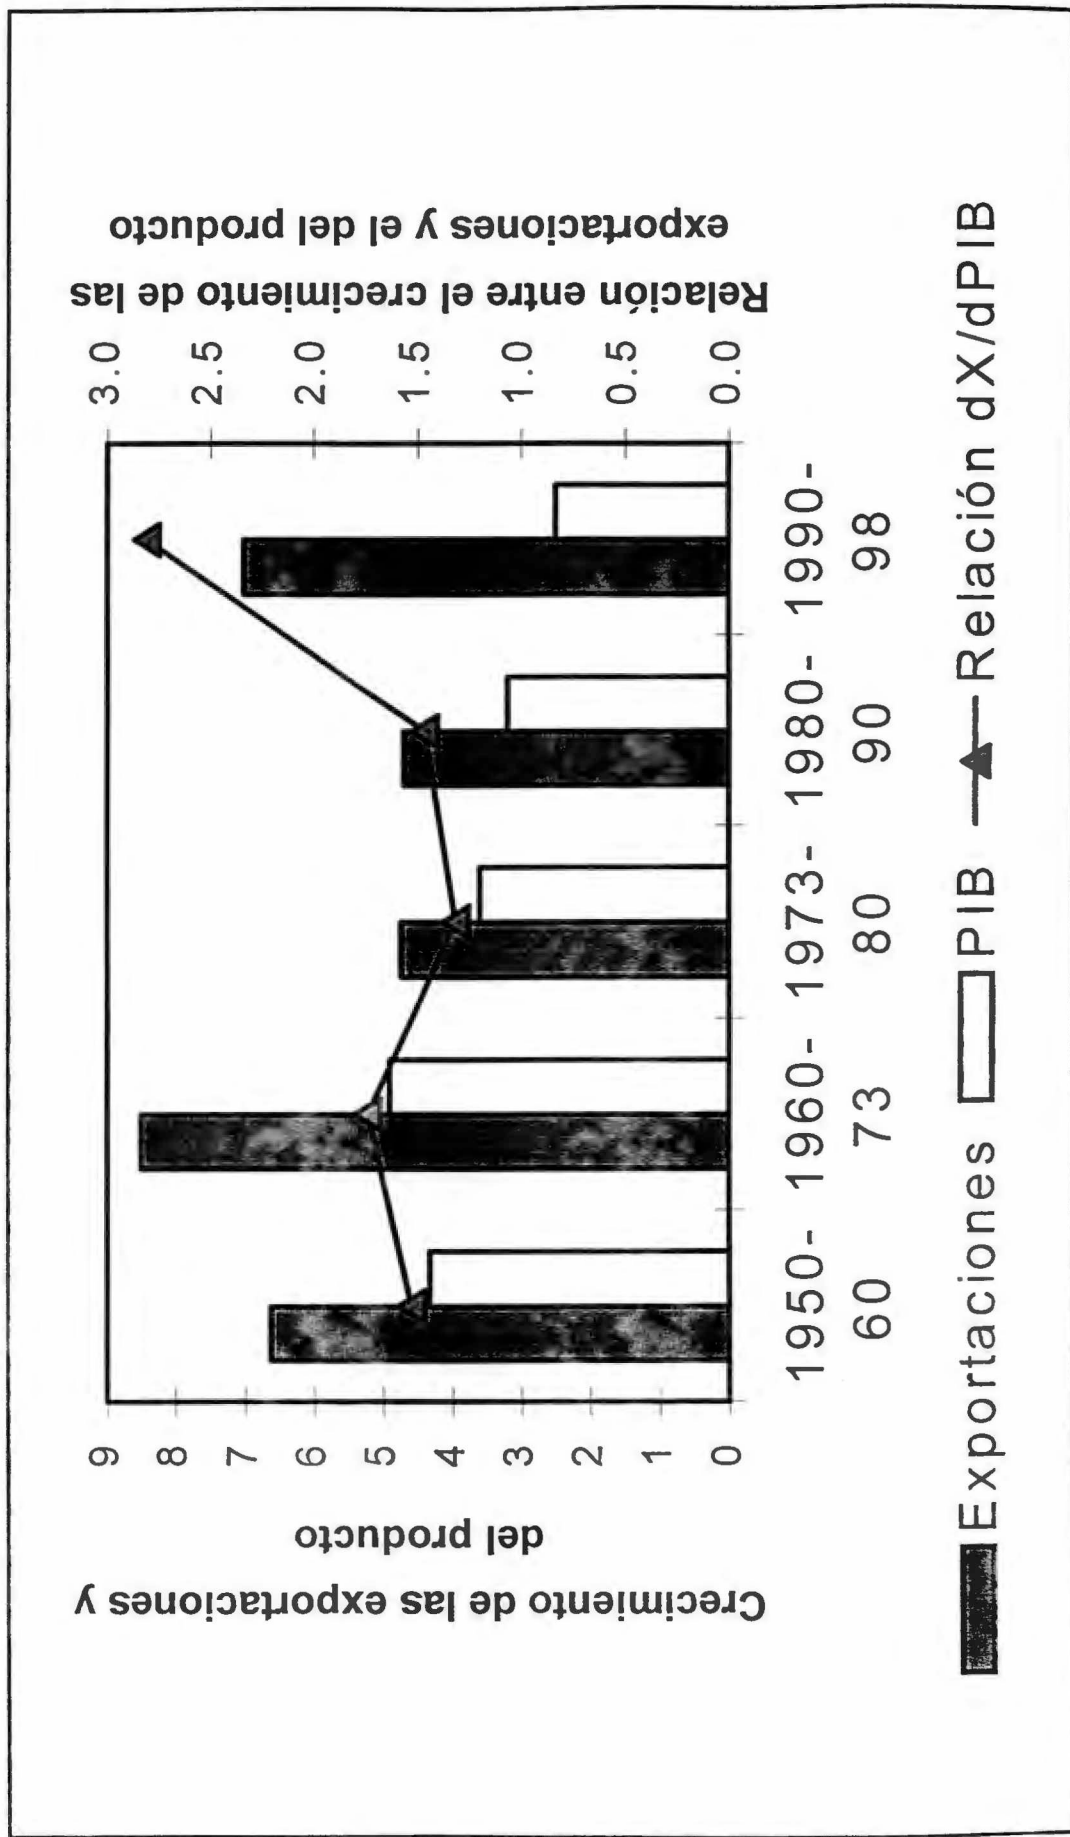 Crecimiento de las exportaciones y
del producto
9
8
7
6
5
4
3
2
1
0
3.0
2.5
2.0
1.5
1.0
0.5
0.0
Relación entre el crecimiento de las
exportaciones y el del producto
1950- 1960- 1973- 1980- 1990-
60 73 80 90 98
Exportaciones PIB Relación dX/dPIB